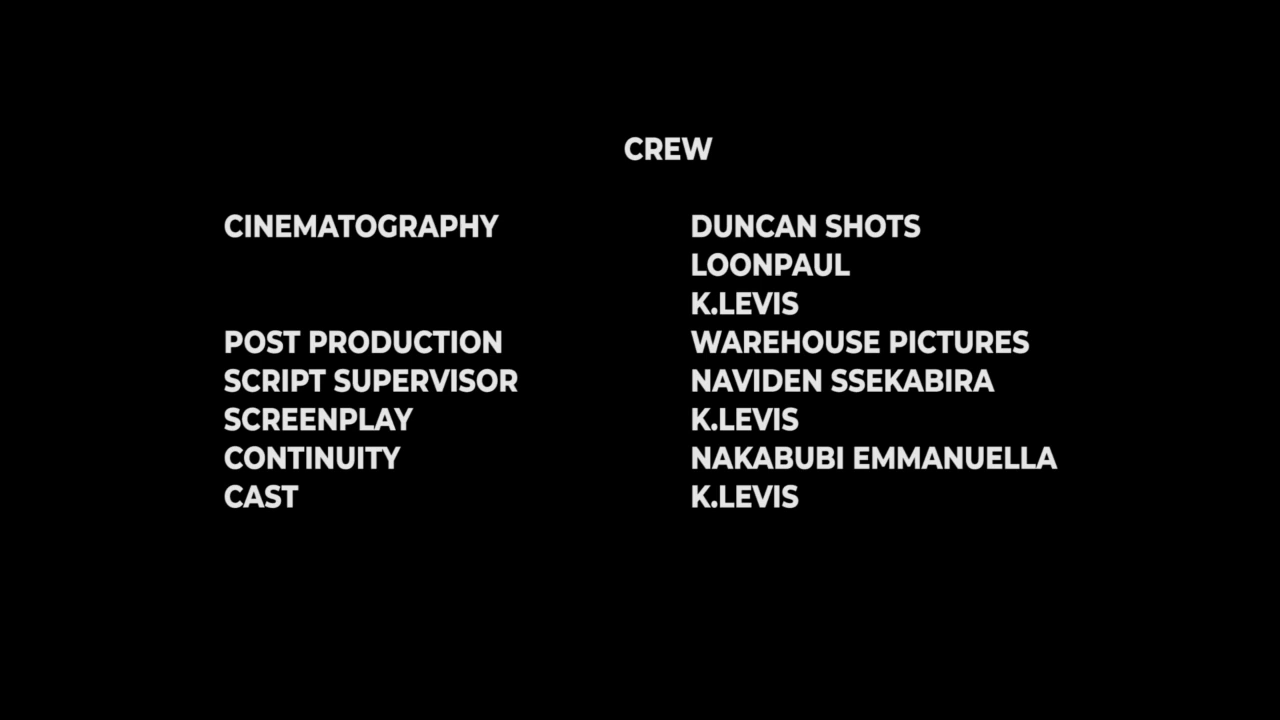 CREW
CINEMATOGRAPHY DUNCAN SHOTS
LOONPAUL
K.LEVIS
POST PRODUCTION WAREHOUSE PICTURES
SCRIPT SUPERVISOR NAVIDEN SSEKABIRA
SCREENPLAY K.LEVIS
CONTINUITY NAKABUBI EMMANUELLA
CAST K.LEVIS